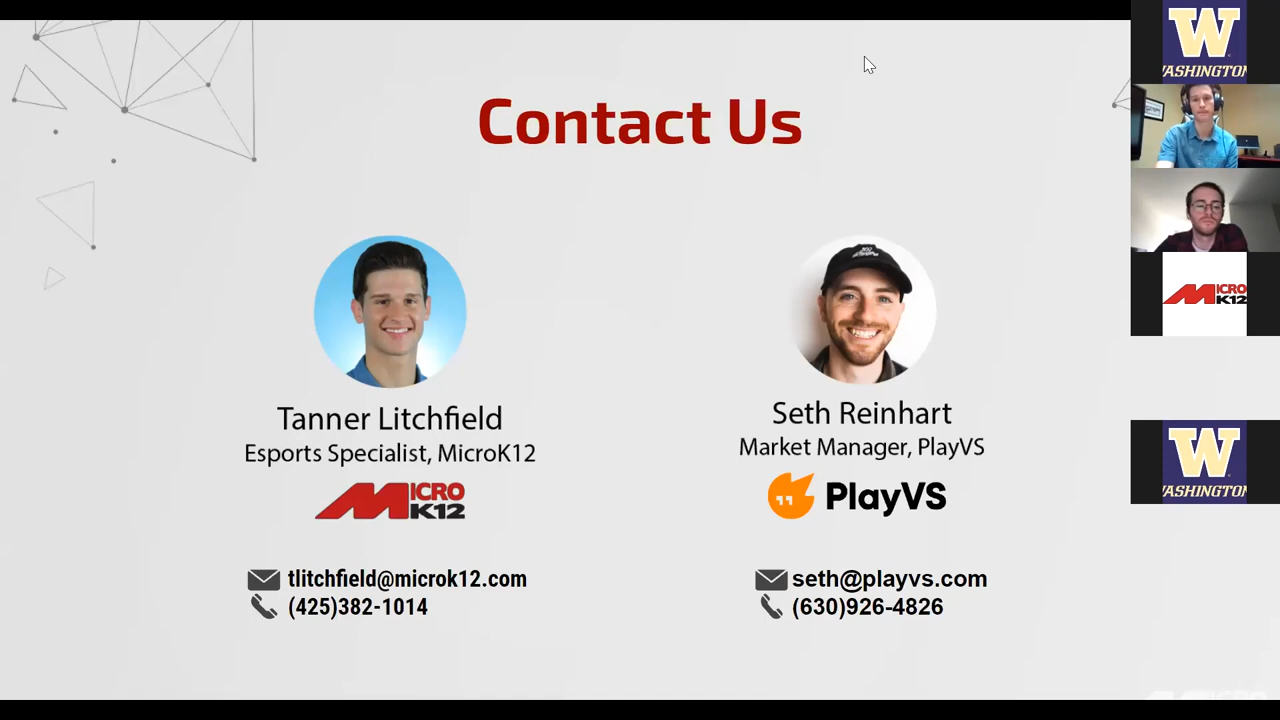 Contact Us
Tanner Litchfield
Esports Specialist, MicroK12
MICRO
K12
tlitchfield@microk12.com
(425)382-1014
Seth Reinhart
Market Manager, PlayVS
PlayVS
seth@playvs.com
(630)926-4826
W
WASHINGTON
MICRO
K12
W
WASHINGTON